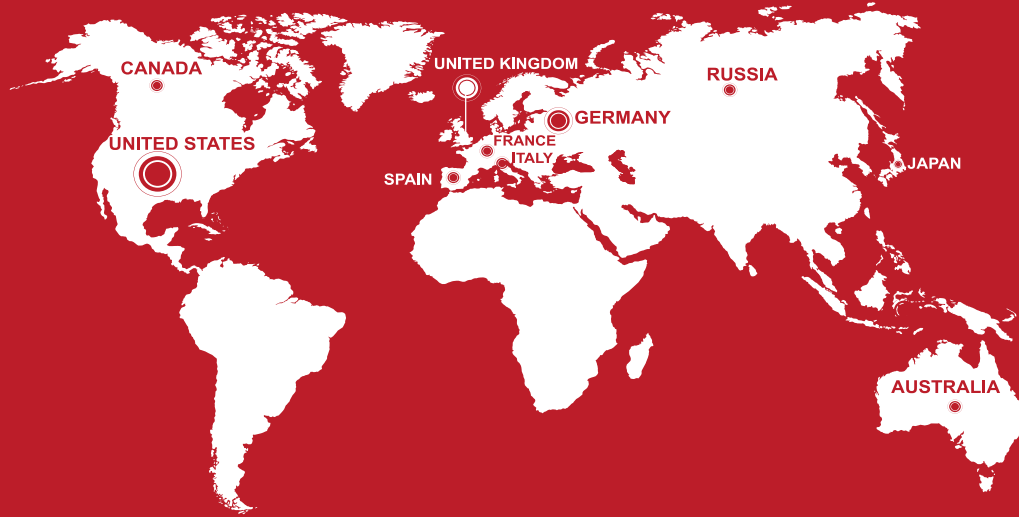 CANADA
UNITED KINGDOM
RUSSIA
GERMANY
UNITED STATES
FRANCE
ITALY
JAPAN
SPAIN
AUSTRALIA